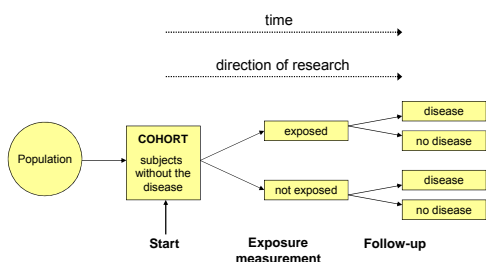 time
direction of research
Population
COHORT
subjects
without the
disease
exposed
not exposed
disease
no disease
disease
no disease
Start
Exposure
measurement
Follow-up